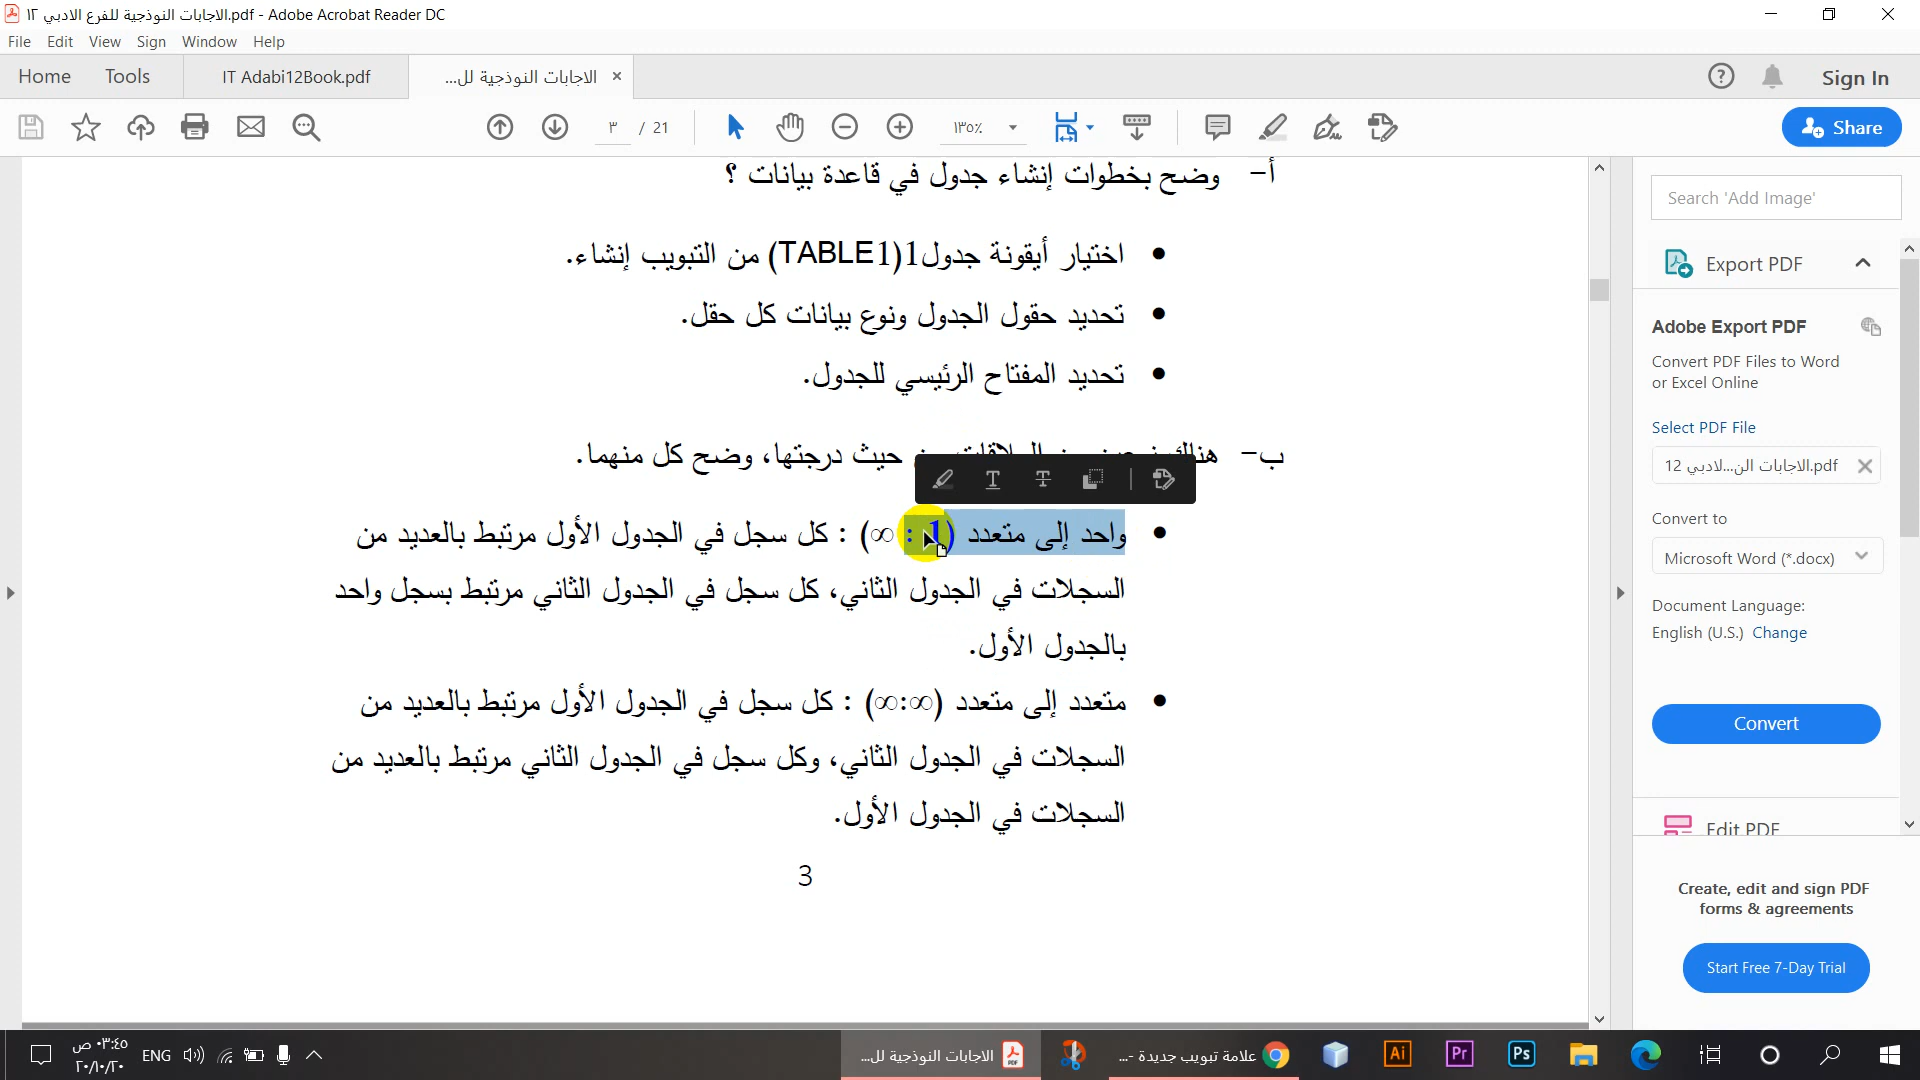 الاجابات النوذجية للفرع الادبي ١٢.pdf - Adobe Acrobat Reader DC
File Edit View Sign Window Help
Home Tools IT Adabi12Book.pdf الاجابات النوذجية لل... ×
Sign In
٣ / 21 ١٣٥٪ Share
أ- وضح بخطوات إنشاء جدول في قاعدة بيانات ؟
• اختيار أيقونة جدول1(TABLE1) من التبويب إنشاء.
• تحديد حقول الجدول ونوع بيانات كل حقل.
• تحديد المفتاح الرئيسي للجدول.
ب- هناك حيث درجتها، وضح كل منهما.
• واحد إلى متعدد (1 : ∞) : كل سجل في الجدول الأول مرتبط بالعديد من
السجلات في الجدول الثاني، كل سجل في الجدول الثاني مرتبط بسجل واحد
بالجدول الأول.
• متعدد إلى متعدد (∞:∞) : كل سجل في الجدول الأول مرتبط بالعديد من
السجلات في الجدول الثاني، وكل سجل في الجدول الثاني مرتبط بالعديد من
السجلات في الجدول الأول.
3
Search 'Add Image'
Export PDF
Adobe Export PDF
Convert PDF Files to Word
or Excel Online
Select PDF File
الاجابات الن...لادبي 12.pdf
Convert to
Microsoft Word (*.docx)
Document Language:
English (U.S.) Change
Convert
Edit PDF
Create, edit and sign PDF
forms & agreements
Start Free 7-Day Trial
٠٣:٤٥ ص
٢٠/١٠/٢٠
ENG
الاجابات النوذجية لل...
علامة تبويب جديدة -...
Ai Pr Ps